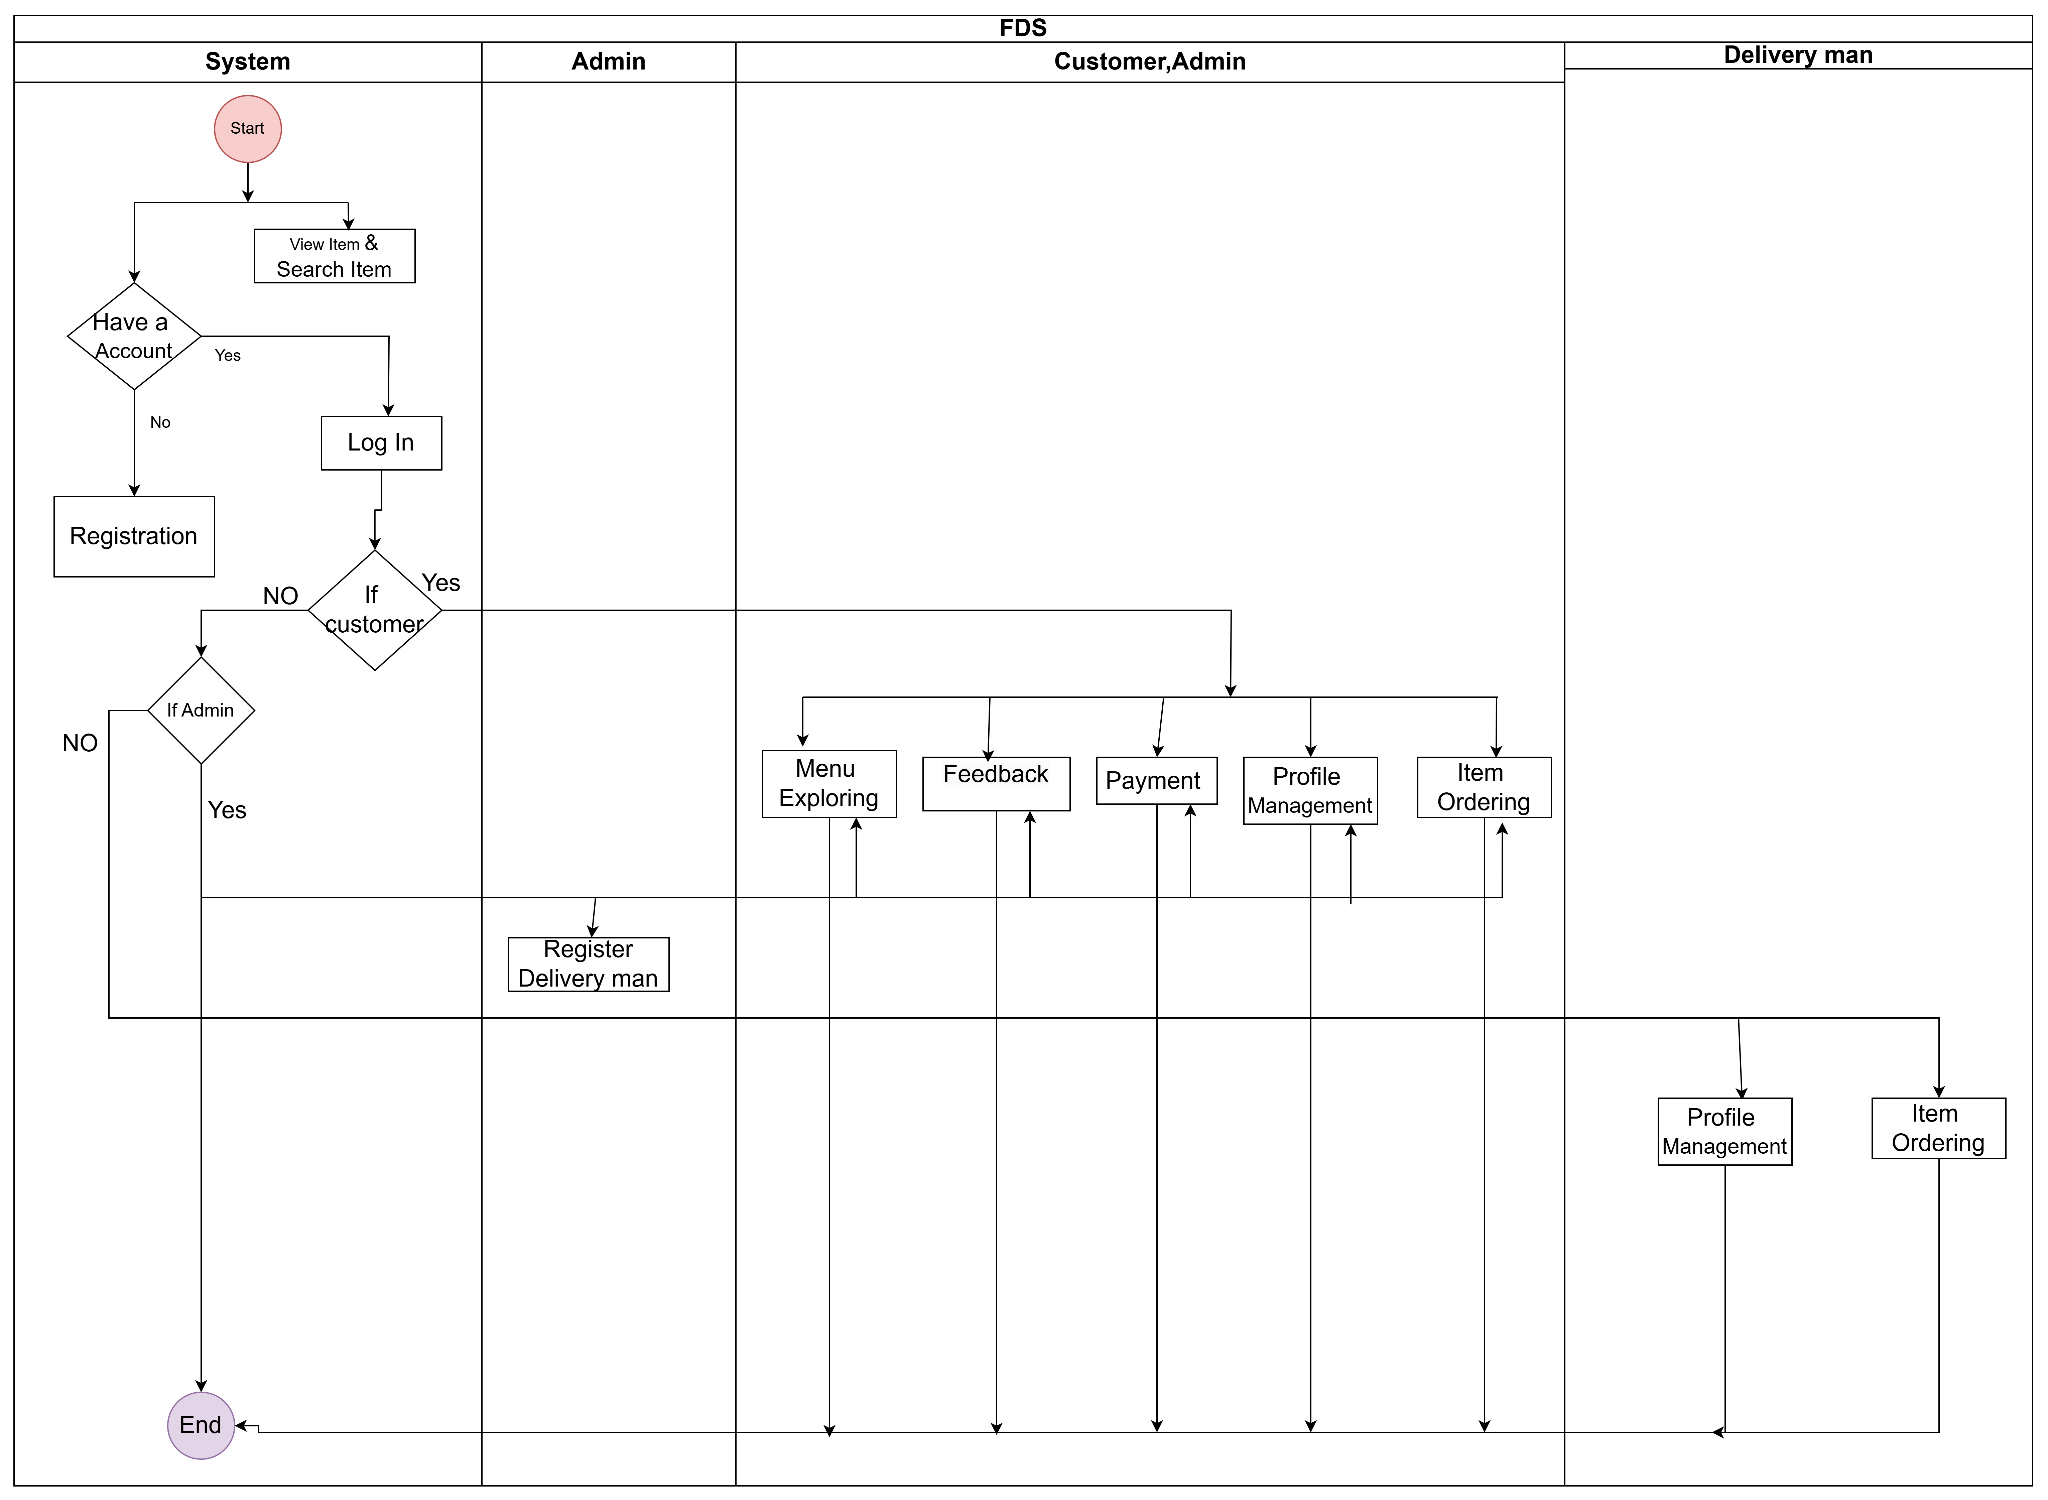 FDS
System
Admin
Customer,Admin
Delivery man
Start
View Item &
Search Item
Have a
Account
Yes
No
Log In
Registration
If
customer
Yes
NO
If Admin
NO
Yes
Menu
Exploring
Feedback
Payment
Profile
Management
Item
Ordering
Register
Delivery man
Profile
Management
Item
Ordering
End